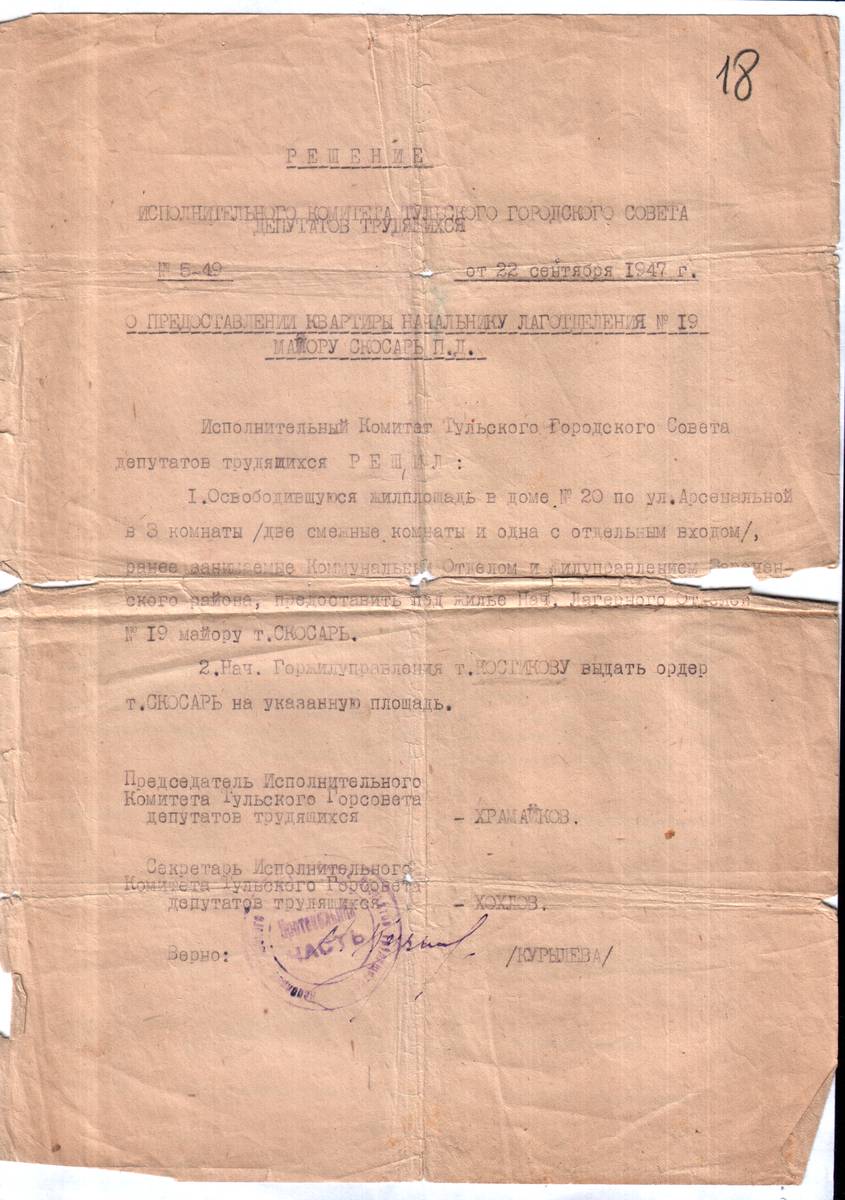 18
РЕШЕНИЕ
ИСПОЛНИТЕЛЬНОГО КОМИТЕТА ТУЛЬСКОГО ГОРОДСКОГО СОВЕТА
ДЕПУТАТОВ ТРУДЯЩИХСЯ
№ 5-49 от 22 сентября 1947 г.
О ПРЕДОСТАВЛЕНИИ КВАРТИРЫ НАЧАЛЬНИКУ ЛАГОТДЕЛЕНИЯ № 19
МАЙОРУ СКОСАРЬ П.Д.
Исполнительный Комитет Тульского Городского Совета
депутатов трудящихся РЕШИЛ:
1.Освободившуюся жилплощадь в доме № 20 по ул.Арсенальной
в 3 комнаты /две смежные комнаты и одна с отдельным входом/,
ранее занимаемые Коммунальным Отделом и Жилуправлением Заречен-
ского района, предоставить под жилье Нач. Лагерного
№ 19 майору т.СКОСАРЬ.
2.Нач. Горжилуправления т.КОСТИКОВУ выдать ордер
т.СКОСАРЬ на указанную площадь.
Председатель Исполнительного
Комитета Тульского Горсовета
депутатов трудящихся - ХРАМАЙКОВ.
Секретарь Исполнительного
Комитета Тульского Горсовета
депутатов трудящихся - ХОХЛОВ.
ЧАСТЬ
Верно: /КУРЫЛЕВА/